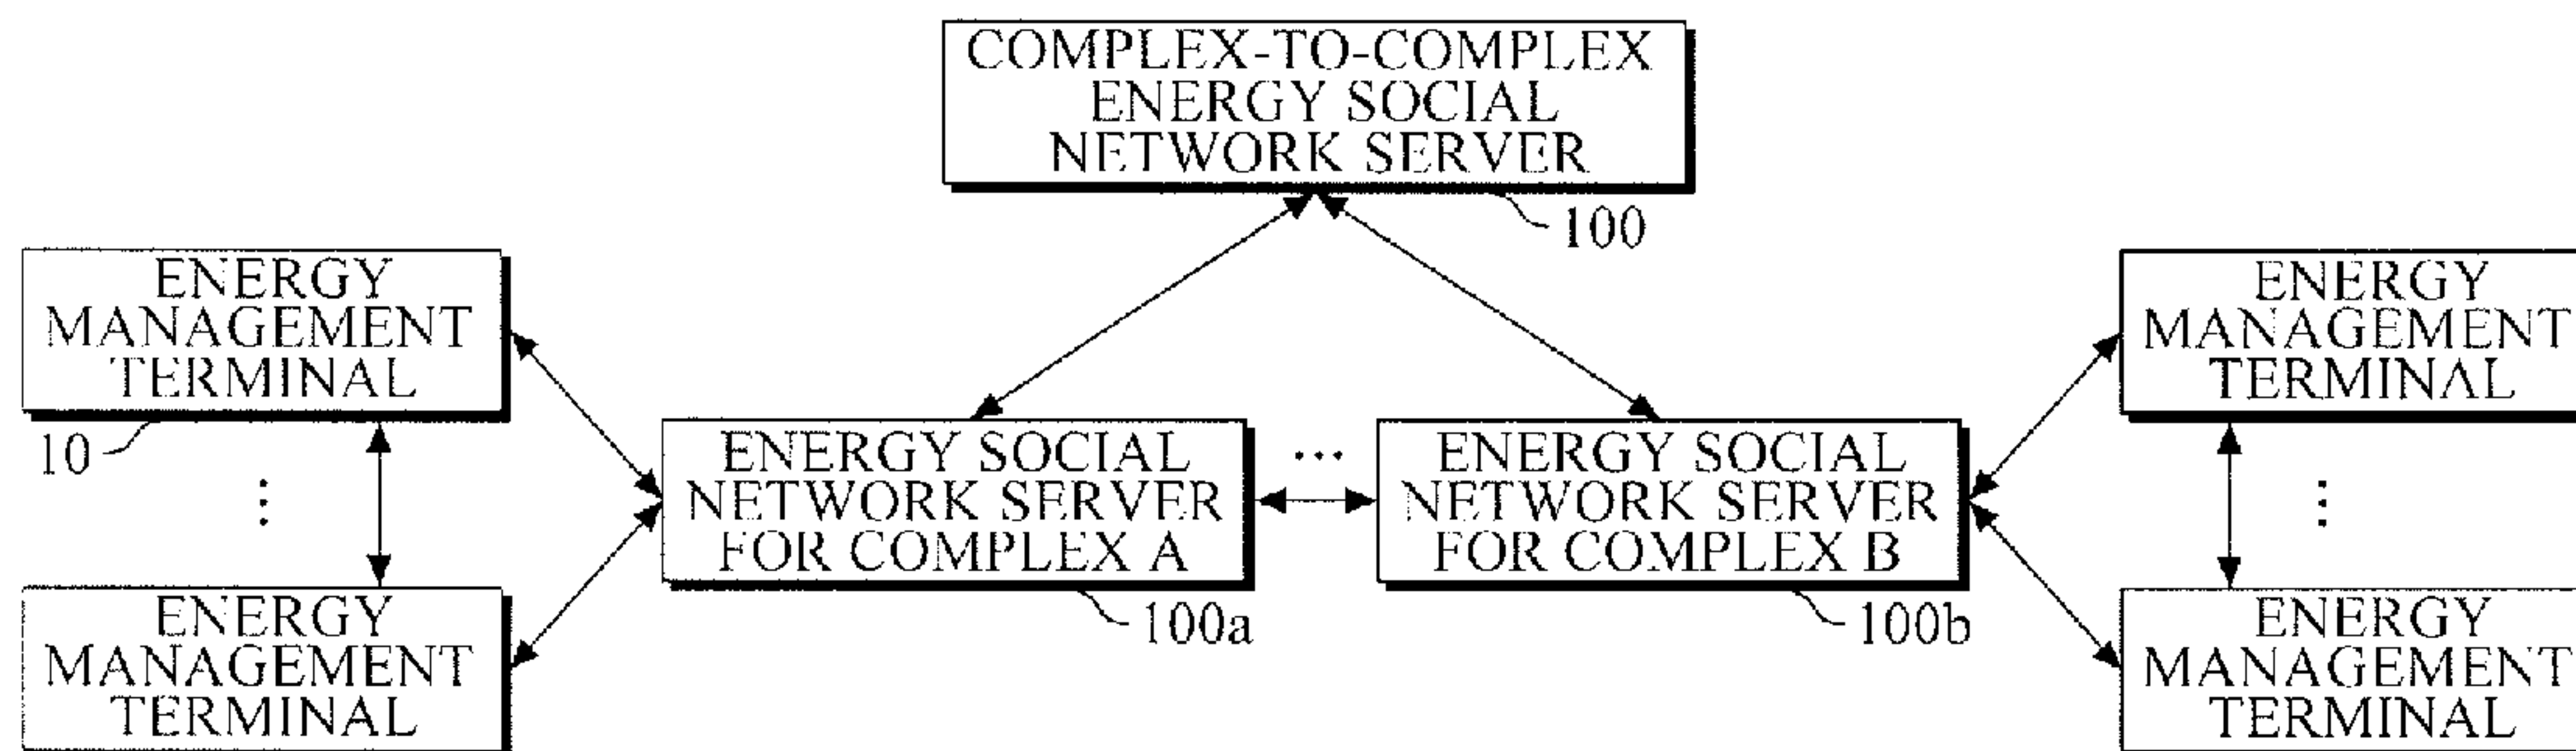 COMPLEX-TO-COMPLEX
ENERGY SOCIAL
NETWORK SERVER
100
ENERGY
MANAGEMENT
TERMINAL
10
ENERGY
MANAGEMENT
TERMINAL
ENERGY SOCIAL
NETWORK SERVER
FOR COMPLEX A
100a
...
ENERGY SOCIAL
NETWORK SERVER
FOR COMPLEX B
100b
ENERGY
MANAGEMENT
TERMINAL
ENERGY
MANAGEMENT
TERMINAL